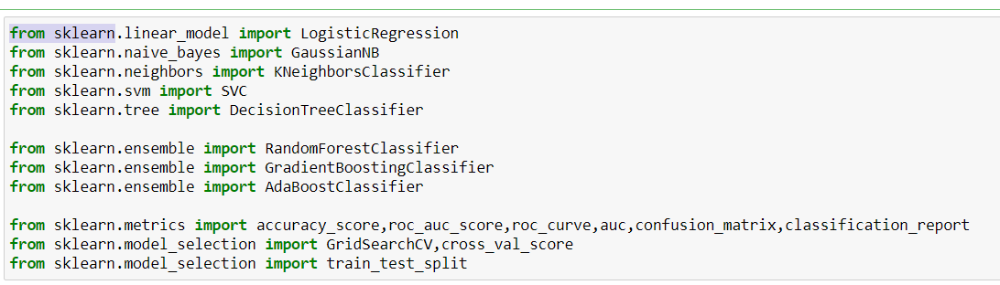 from sklearn.linear_model import LogisticRegression
from sklearn.naive_bayes import GaussianNB
from sklearn.neighbors import KNeighborsClassifier
from sklearn.svm import SVC
from sklearn.tree import DecisionTreeClassifier
from sklearn.ensemble import RandomForestClassifier
from sklearn.ensemble import GradientBoostingClassifier
from sklearn.ensemble import AdaBoostClassifier
from sklearn.metrics import accuracy_score,roc_auc_score,roc_curve,auc,confusion_matrix,classification_report
from sklearn.model_selection import GridSearchCV,cross_val_score
from sklearn.model_selection import train_test_split